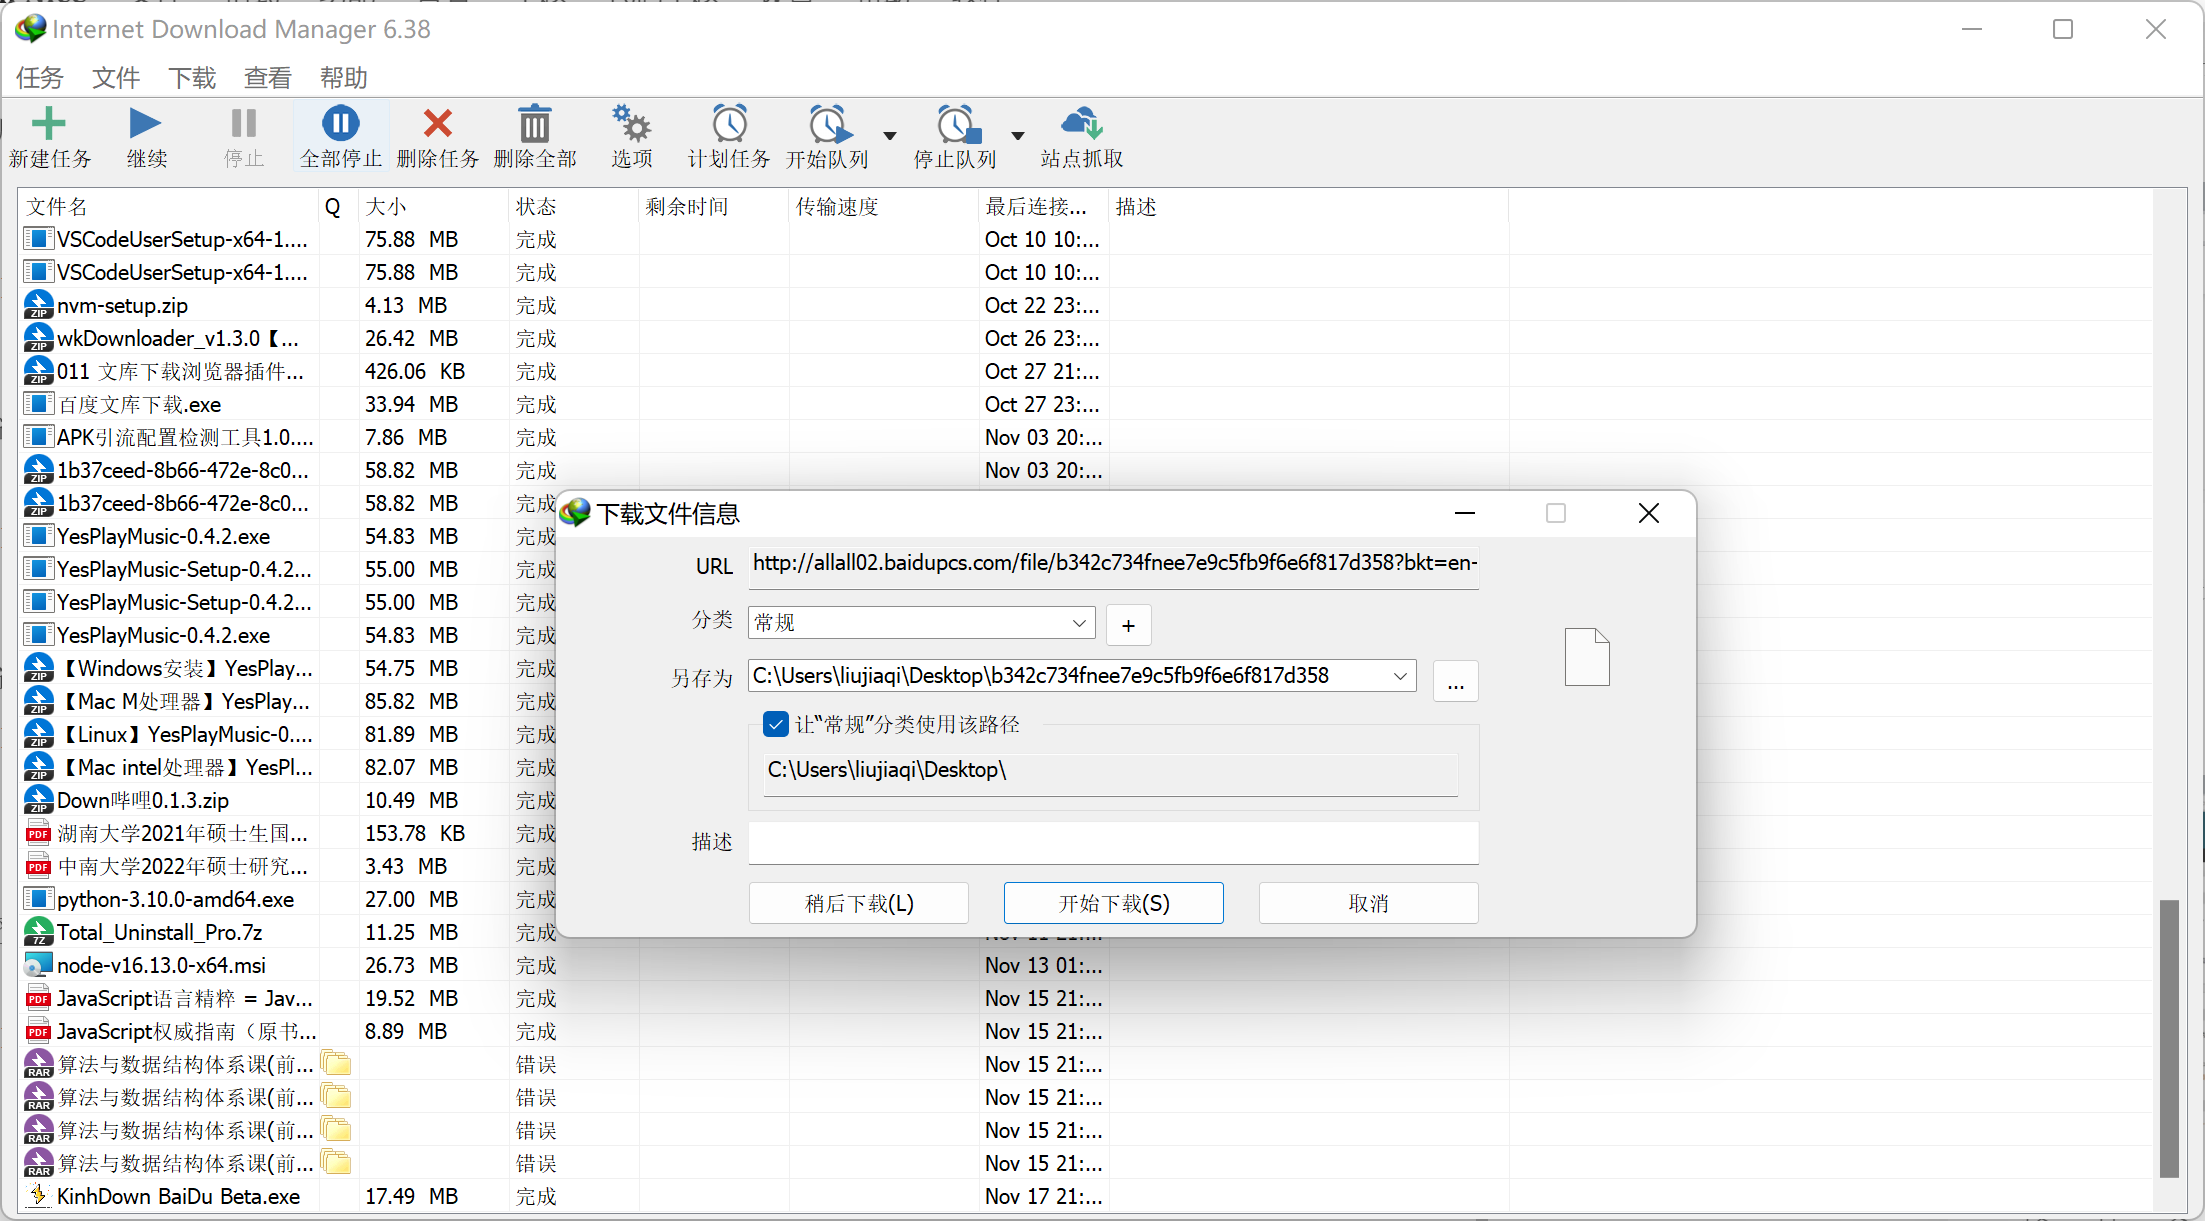 Internet Download Manager 6.38
任务 文件 下载 查看 帮助
新建任务 继续 停止 全部停止 删除任务 删除全部 选项 计划任务 开始队列 停止队列 站点抓取
文件名 Q 大小 状态 剩余时间 传输速度 最后连接... 描述
VSCodeUserSetup-x64-1.... 75.88 MB 完成 Oct 10 10:...
VSCodeUserSetup-x64-1.... 75.88 MB 完成 Oct 10 10:...
ZIP nvm-setup.zip 4.13 MB 完成 Oct 22 23:...
ZIP wkDownloader_v1.3.0【... 26.42 MB 完成 Oct 26 23:...
ZIP 011 文库下载浏览器插件... 426.06 KB 完成 Oct 27 21:...
百度文库下载.exe 33.94 MB 完成 Oct 27 23:...
APK引流配置检测工具1.0.... 7.86 MB 完成 Nov 03 20:...
ZIP 1b37ceed-8b66-472e-8c0... 58.82 MB 完成 Nov 03 20:...
ZIP 1b37ceed-8b66-472e-8c0... 58.82 MB 完成
YesPlayMusic-0.4.2.exe 54.83 MB 完成
YesPlayMusic-Setup-0.4.2... 55.00 MB 完成
YesPlayMusic-Setup-0.4.2... 55.00 MB 完成
YesPlayMusic-0.4.2.exe 54.83 MB 完成
ZIP 【Windows安装】YesPlay... 54.75 MB 完成
ZIP 【Mac M处理器】YesPlay... 85.82 MB 完成
ZIP 【Linux】YesPlayMusic-0.... 81.89 MB 完成
ZIP 【Mac intel处理器】YesPl... 82.07 MB 完成
ZIP Down哔哩0.1.3.zip 10.49 MB 完成
PDF 湖南大学2021年硕士生国... 153.78 KB 完成
PDF 中南大学2022年硕士研究... 3.43 MB 完成
python-3.10.0-amd64.exe 27.00 MB 完成
7Z Total_Uninstall_Pro.7z 11.25 MB 完成
node-v16.13.0-x64.msi 26.73 MB 完成 Nov 13 01:...
PDF JavaScript语言精粹 = Jav... 19.52 MB 完成 Nov 15 21:...
PDF JavaScript权威指南（原书... 8.89 MB 完成 Nov 15 21:...
RAR 算法与数据结构体系课(前... 错误 Nov 15 21:...
RAR 算法与数据结构体系课(前... 错误 Nov 15 21:...
RAR 算法与数据结构体系课(前... 错误 Nov 15 21:...
RAR 算法与数据结构体系课(前... 错误 Nov 15 21:...
KinhDown BaiDu Beta.exe 17.49 MB 完成 Nov 17 21:...
下载文件信息
URL http://allall02.baidupcs.com/file/b342c734fnee7e9c5fb9f6e6f817d358?bkt=en-
分类 常规 +
另存为 C:\Users\liujiaqi\Desktop\b342c734fnee7e9c5fb9f6e6f817d358 ...
让“常规”分类使用该路径
C:\Users\liujiaqi\Desktop\
描述
稍后下载(L) 开始下载(S) 取消